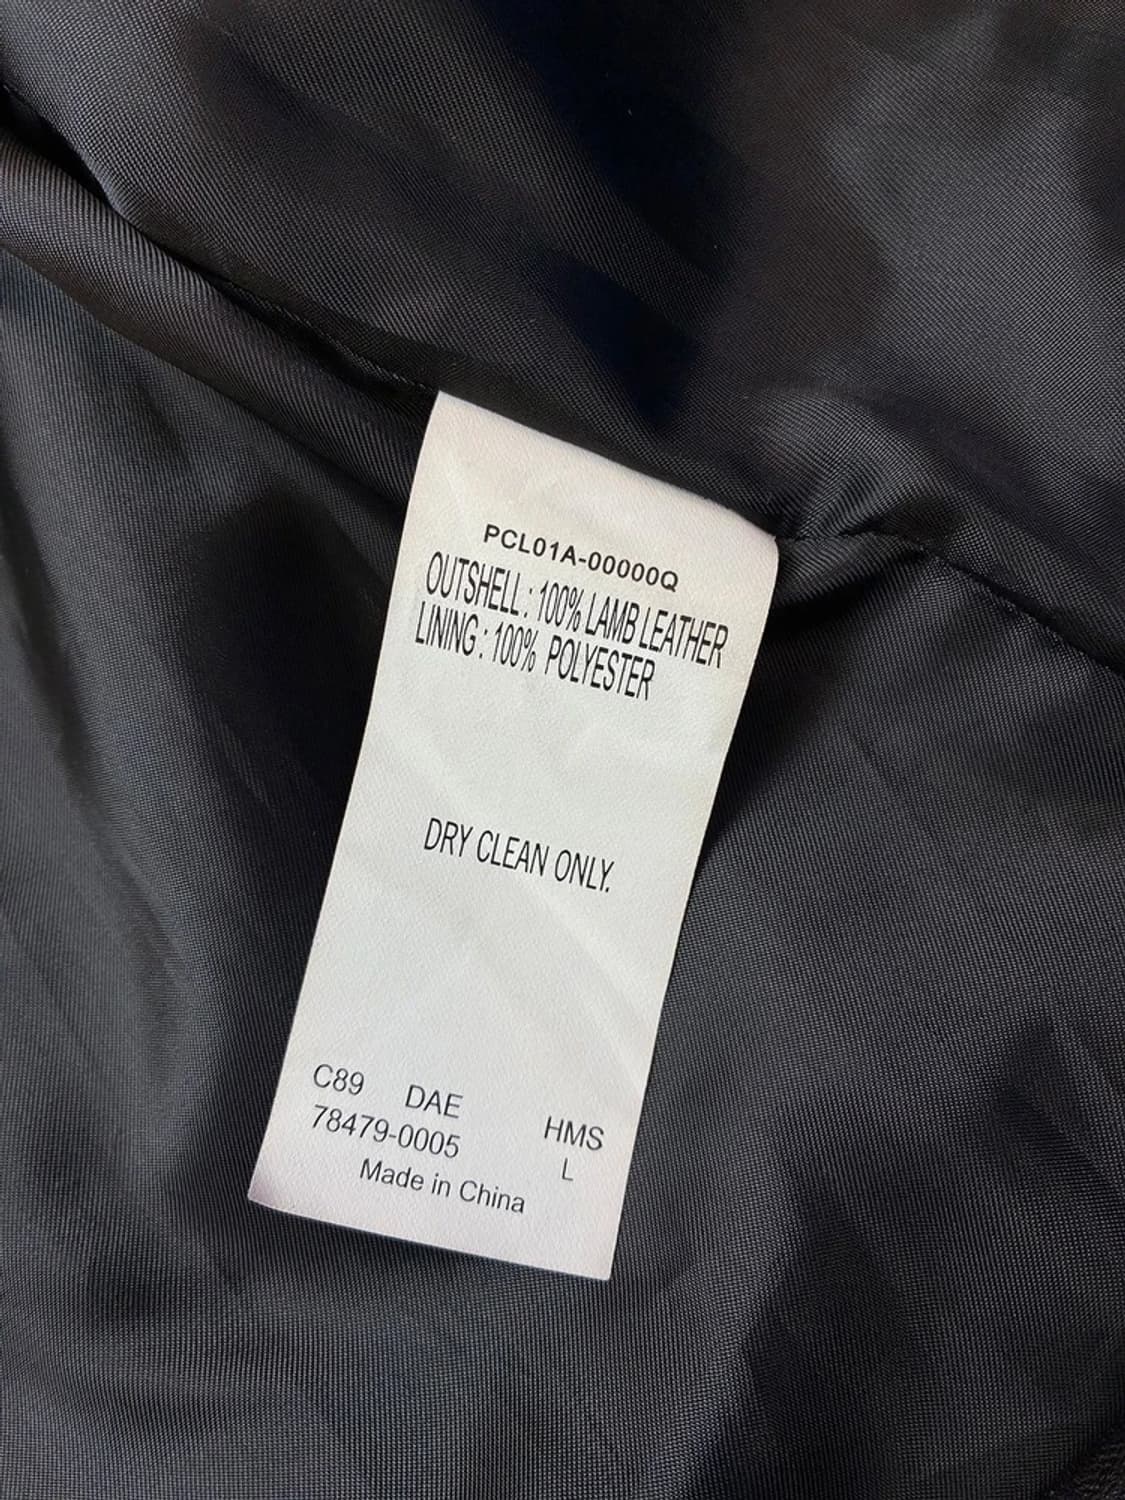 PCL01A-00000Q
OUTSHELL : 100% LAMB LEATHER
LINING : 100% POLYESTER
DRY CLEAN ONLY.
C89 DAE HMS
78479-0005 L
Made in China